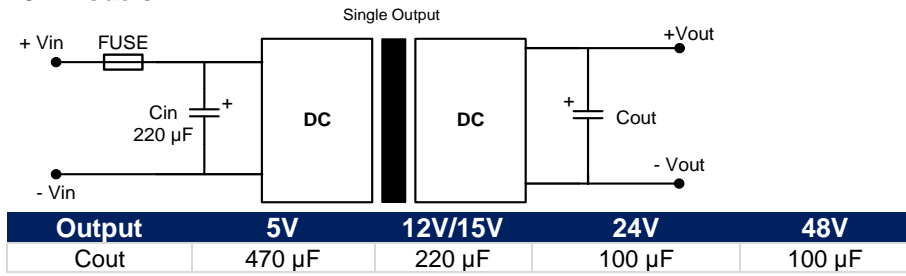 Single Output
+ Vin
FUSE
+Vout
Cin
220 µF
+
DC
DC
+
Cout
- Vin
- Vout
Output 5V 12V/15V 24V 48V
Cout 470 µF 220 µF 100 µF 100 µF